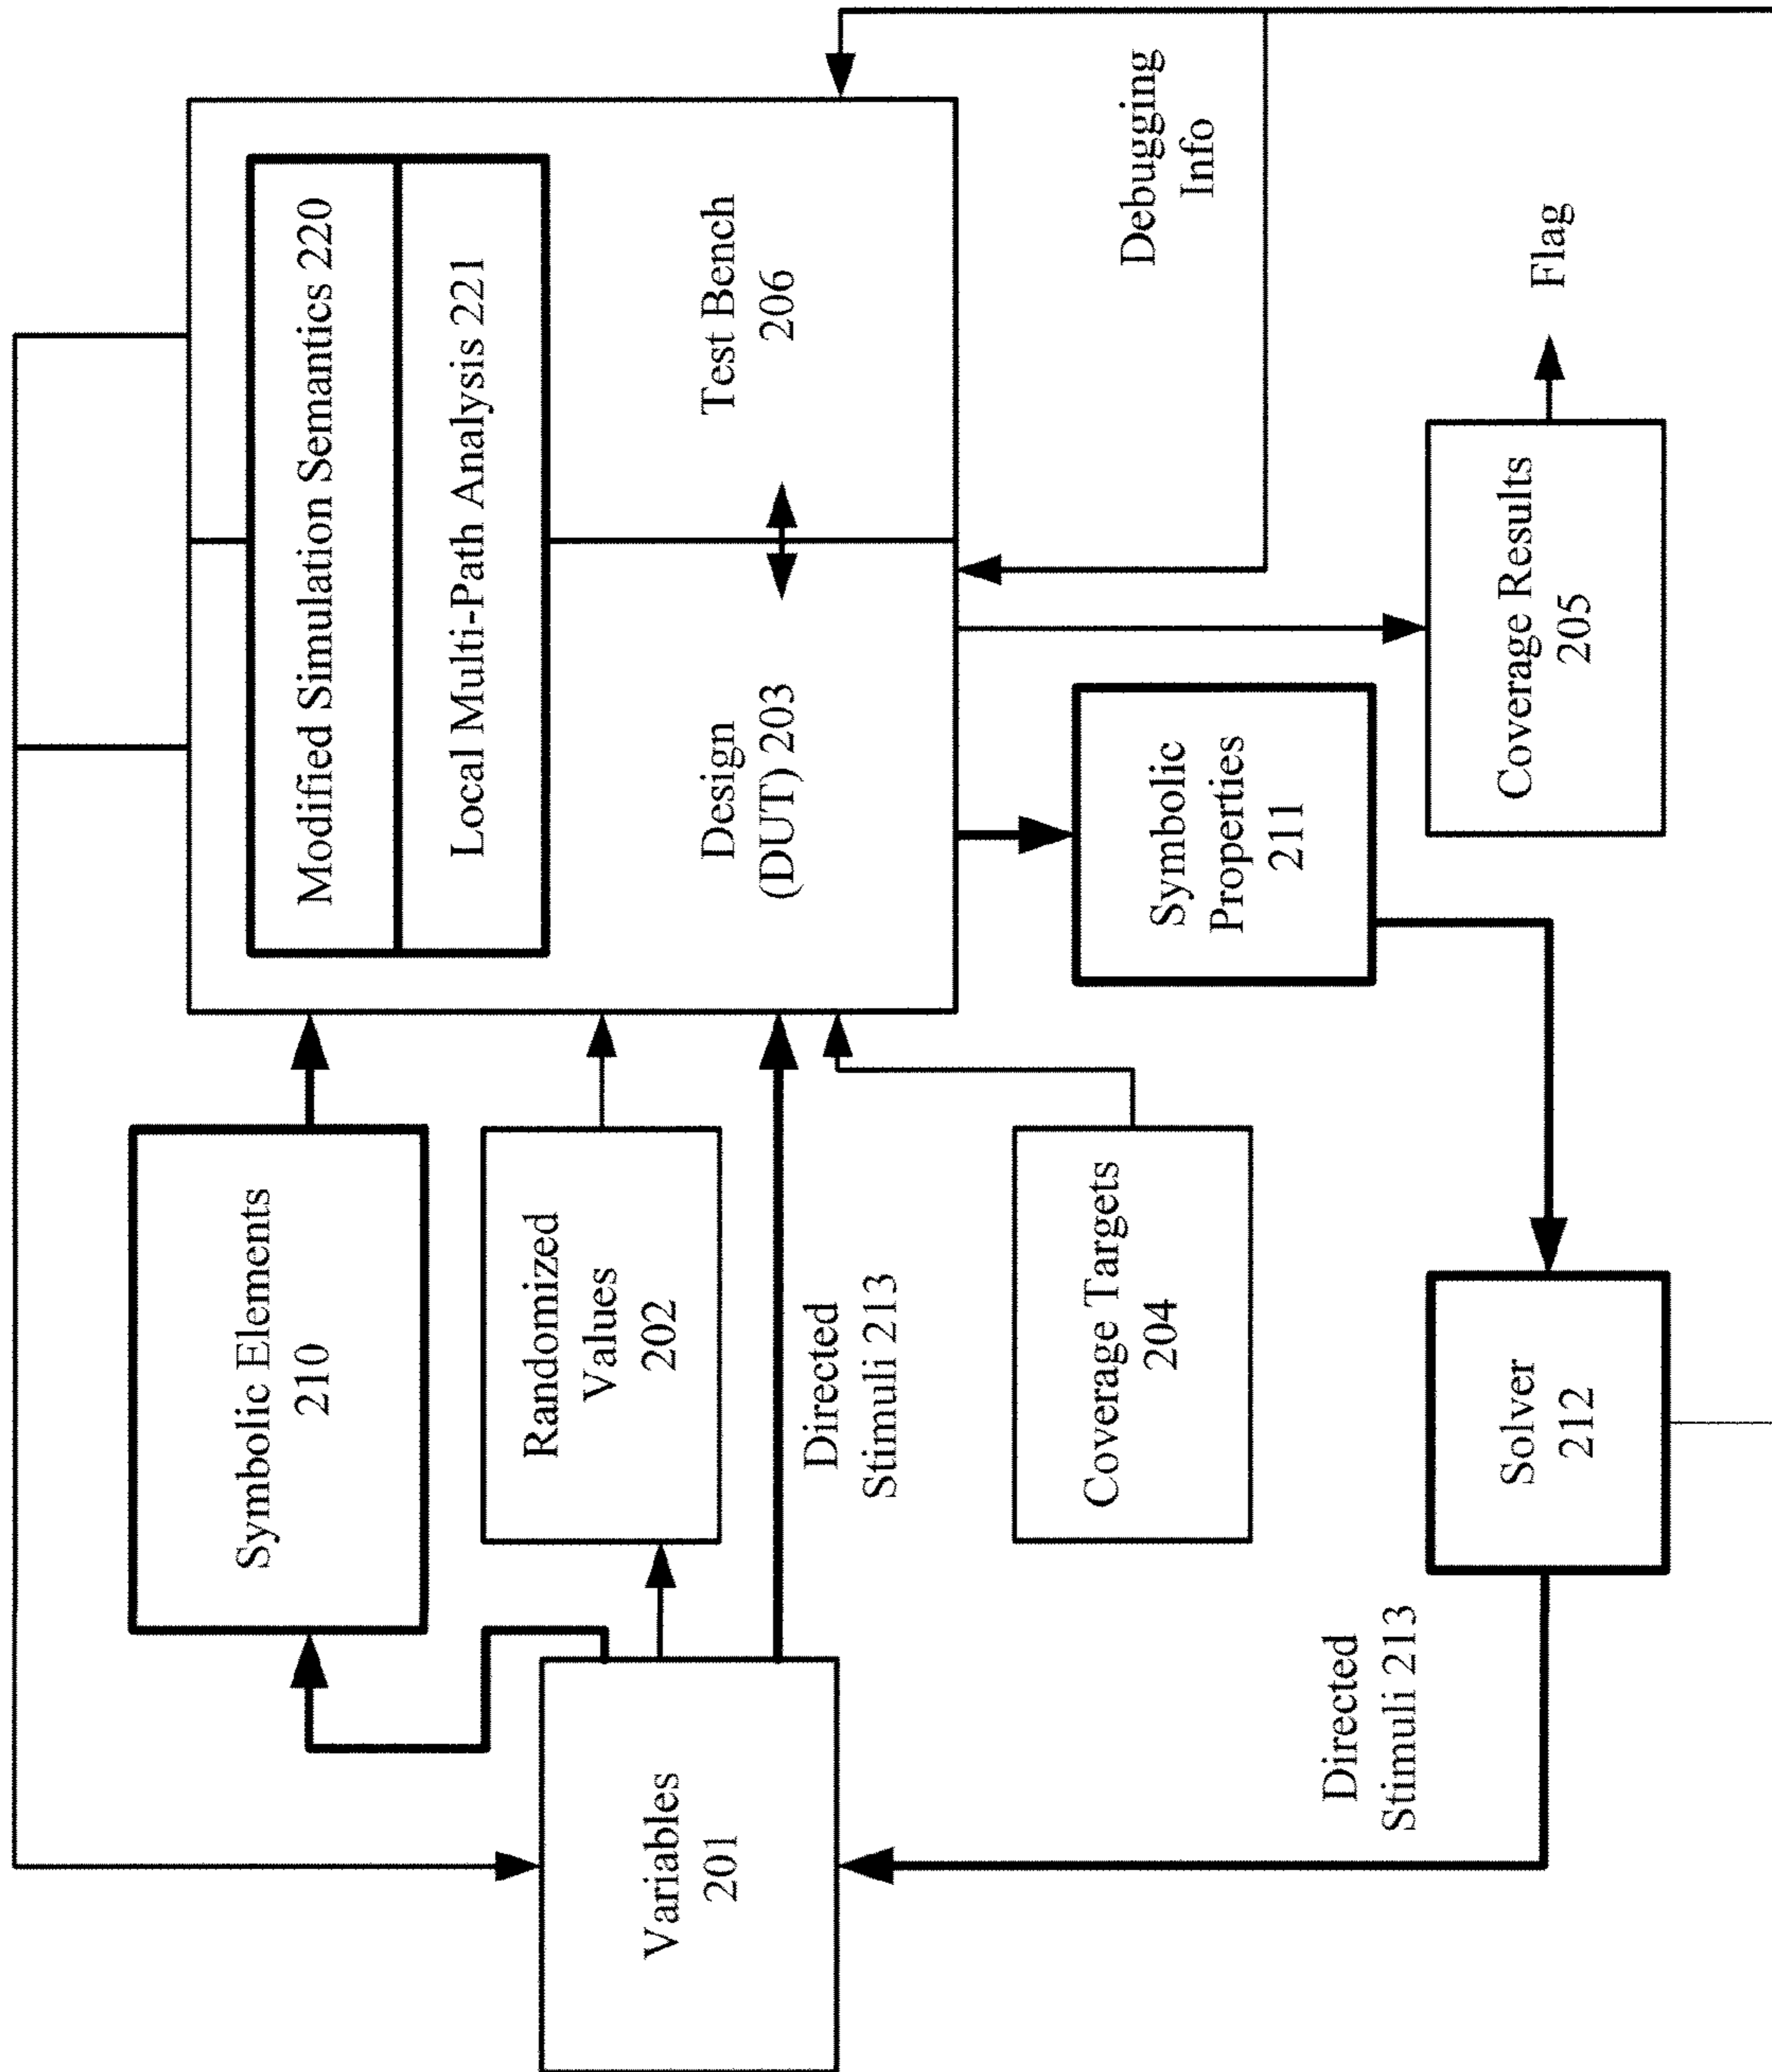 Modified Simulation Semantics 220
Local Multi-Path Analysis 221
Design
(DUT) 203
Test Bench
206
Symbolic Elements
210
Randomized
Values
202
Variables
201
Directed
Stimuli 213
Coverage Targets
204
Symbolic
Properties
211
Debugging
Info
Directed
Stimuli 213
Solver
212
Coverage Results
205
Flag